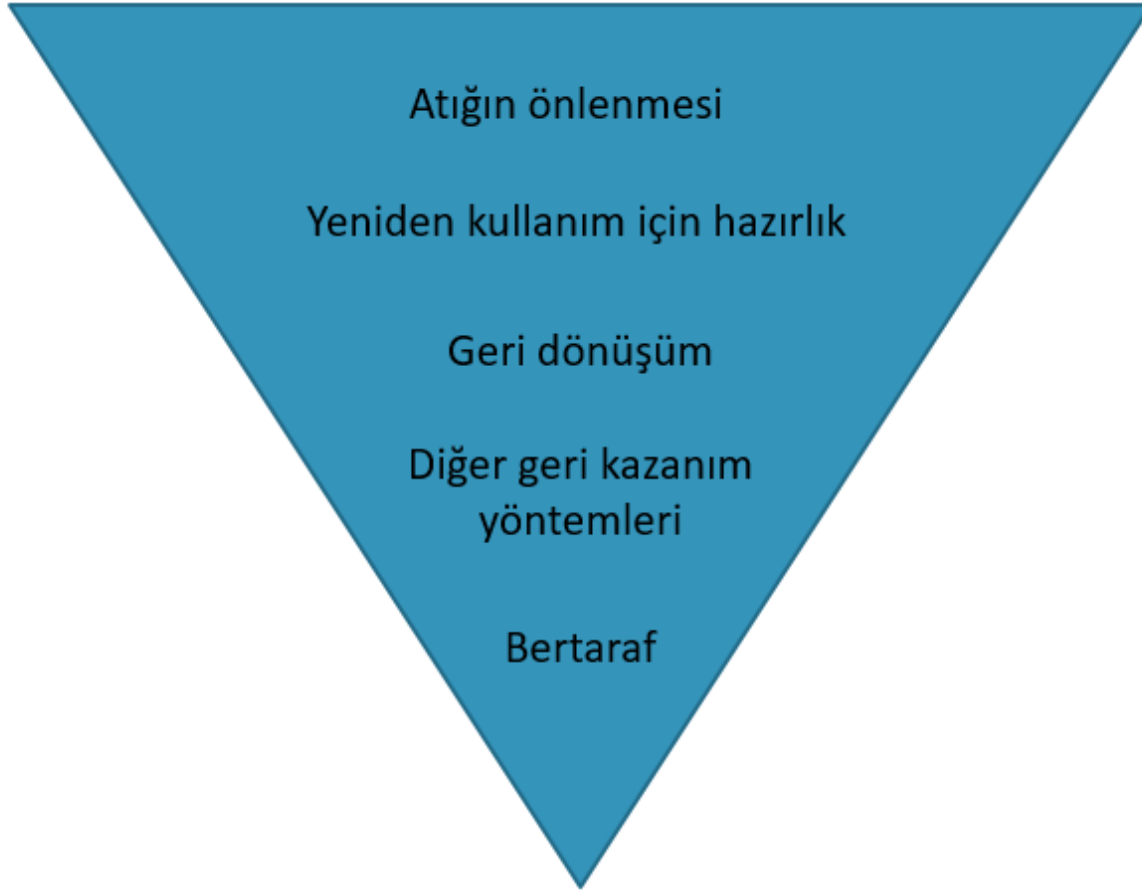 Atığın önlenmesi
Yeniden kullanım için hazırlık
Geri dönüşüm
Diğer geri kazanım
yöntemleri
Bertaraf